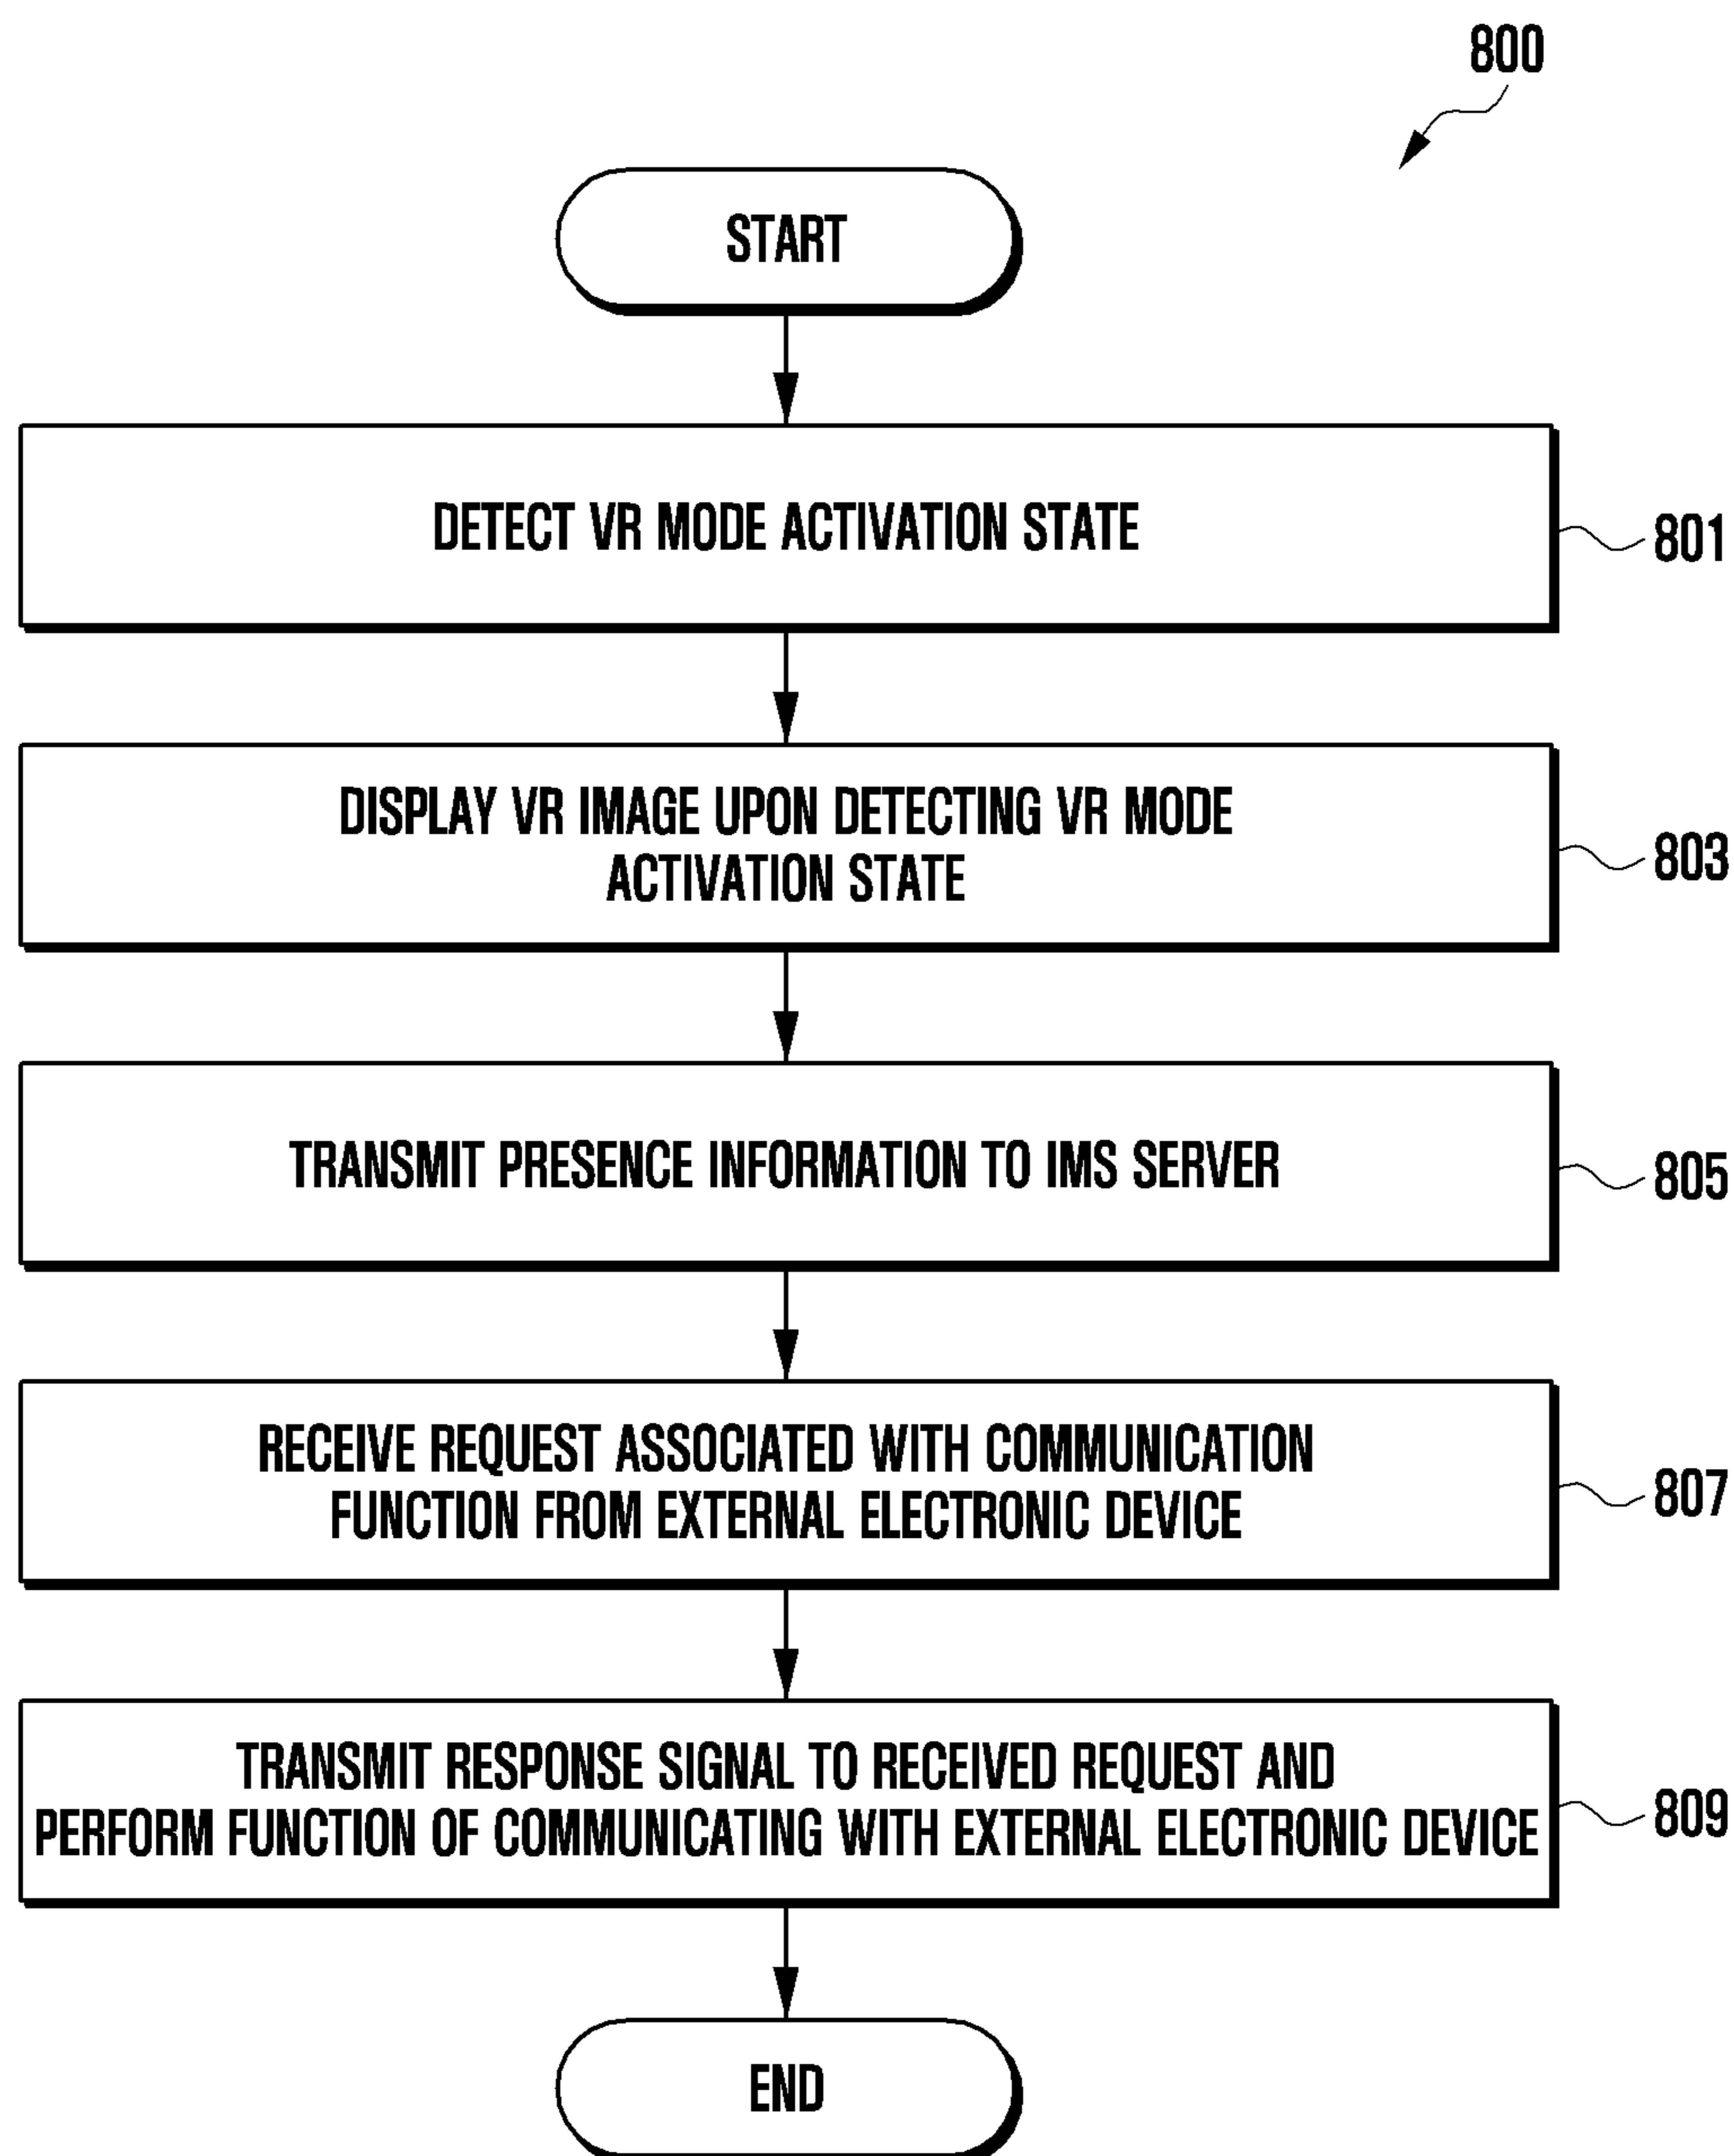 800
START
DETECT VR MODE ACTIVATION STATE
801
DISPLAY VR IMAGE UPON DETECTING VR MODE
ACTIVATION STATE
803
TRANSMIT PRESENCE INFORMATION TO IMS SERVER
805
RECEIVE REQUEST ASSOCIATED WITH COMMUNICATION
FUNCTION FROM EXTERNAL ELECTRONIC DEVICE
807
TRANSMIT RESPONSE SIGNAL TO RECEIVED REQUEST AND
PERFORM FUNCTION OF COMMUNICATING WITH EXTERNAL ELECTRONIC DEVICE
809
END